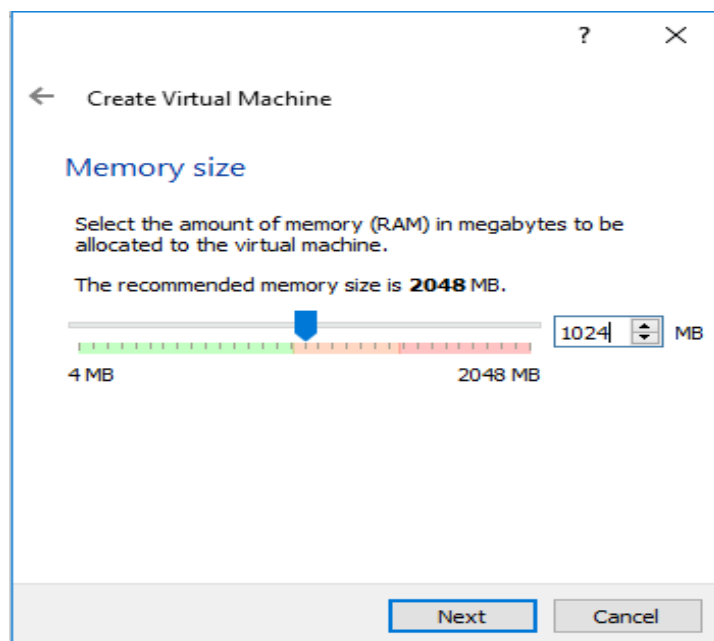 ?
Create Virtual Machine
Memory size
Select the amount of memory (RAM) in megabytes to be
allocated to the virtual machine.
The recommended memory size is 2048 MB.
1024 MB
4 MB 2048 MB
Next Cancel